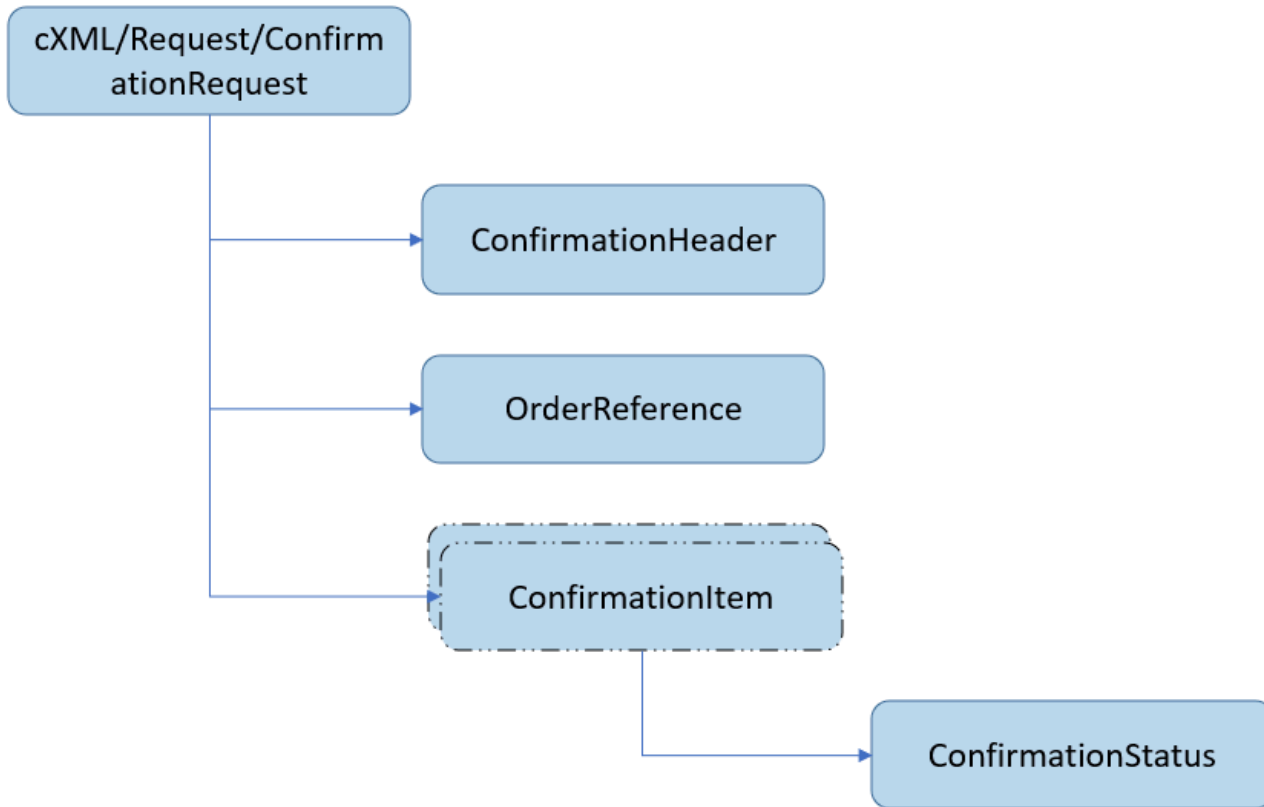 cXML/Request/Confirm
ationRequest
ConfirmationHeader
OrderReference
ConfirmationItem
ConfirmationStatus